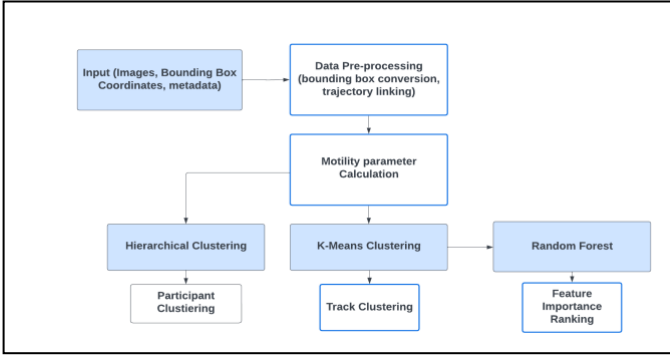 Input (Images, Bounding Box
Coordinates, metadata)
Data Pre-processing
(bounding box conversion,
trajectory linking)
Motility parameter
Calculation
Hierarchical Clustering
K-Means Clustering
Random Forest
Participant
Clustiering
Track Clustering
Feature
Importance
Ranking